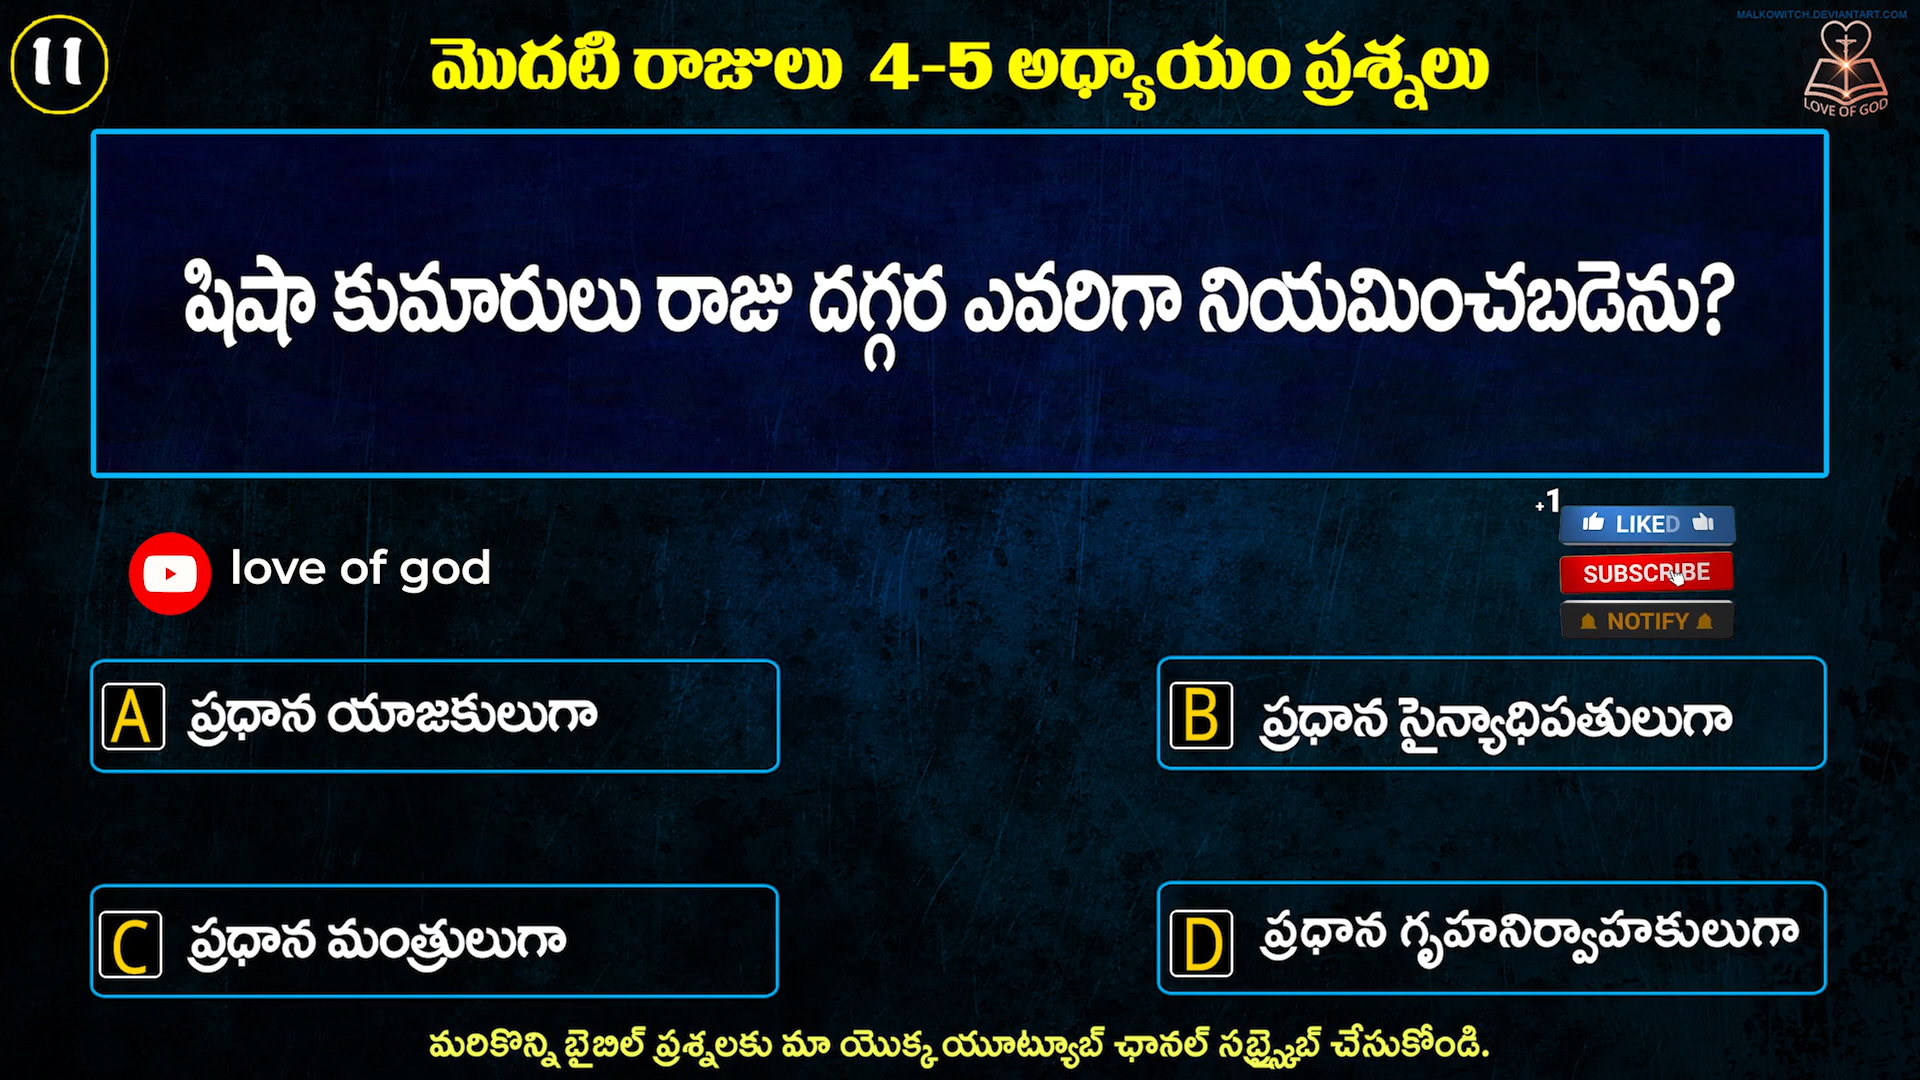 MALKOWITCH.DEVIANTART.COM
11
మొదటి రాజులు 4-5 అధ్యాయం ప్రశ్నలు
LOVE OF GOD
షిషా కుమారులు రాజు దగ్గర ఎవరిగా నియమించబడెను?
love of god
+1
LIKED
SUBSCRIBE
NOTIFY
A ప్రధాన యాజకులుగా
B ప్రధాన సైన్యాధిపతులుగా
C ప్రధాన మంత్రులుగా
D ప్రధాన గృహనిర్వాహకులుగా
మరికొన్ని బైబిల్ ప్రశ్నలకు మా యొక్క యూట్యూబ్ ఛానల్ సబ్స్క్రైబ్ చేసుకోండి.